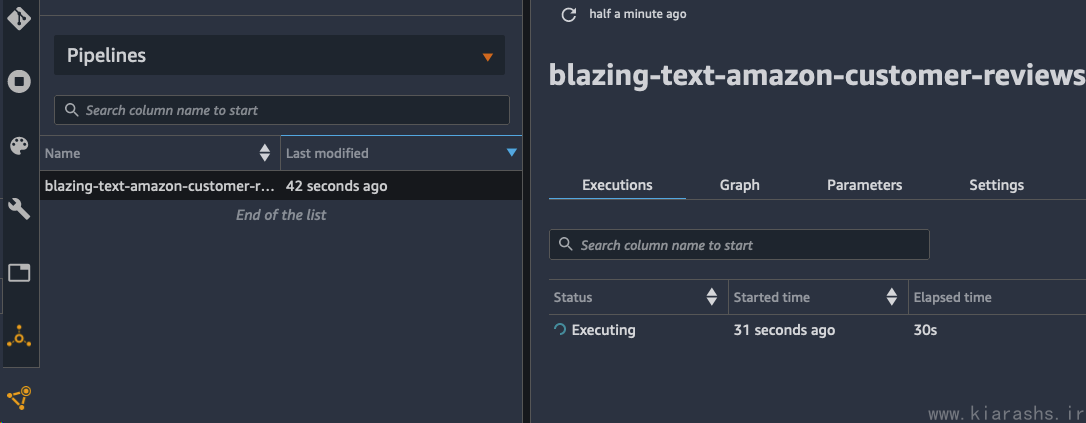 half a minute ago
Pipelines
blazing-text-amazon-customer-reviews
Search column name to start
Name
Last modified
blazing-text-amazon-customer-r...
42 seconds ago
End of the list
Executions
Graph
Parameters
Settings
Search column name to start
Status
Started time
Elapsed time
Executing
31 seconds ago
30s
www.kiarashs.ir